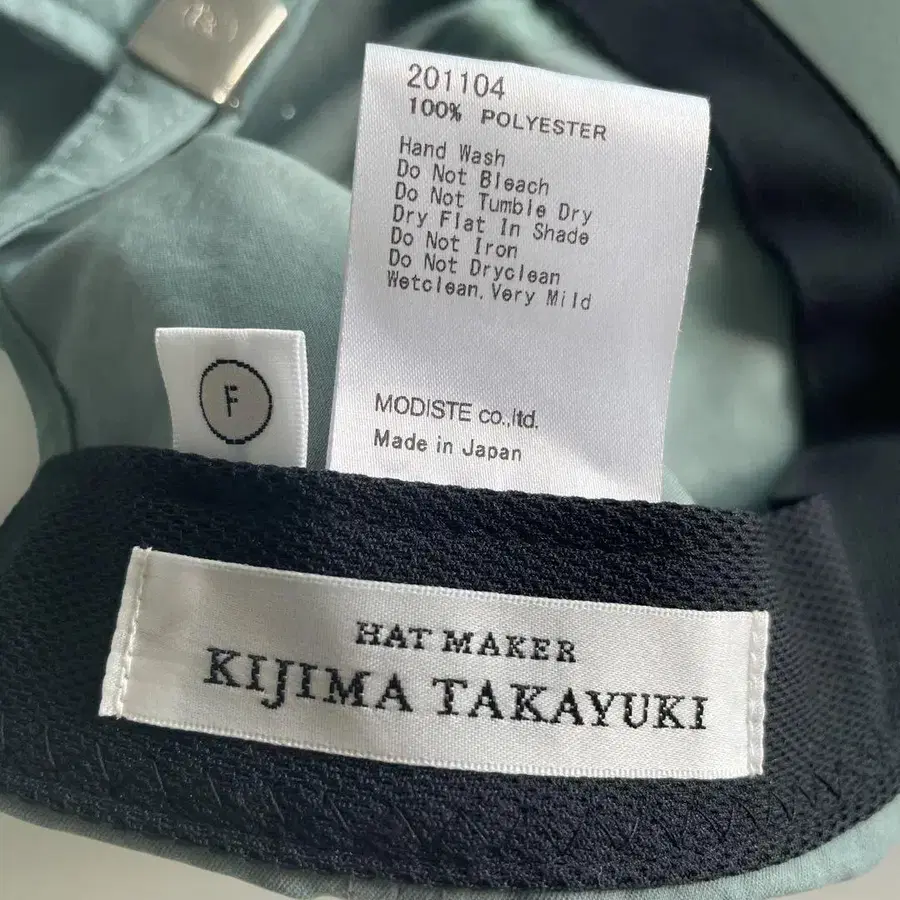 201104
100% POLYESTER
Hand Wash
Do Not Bleach
Do Not Tumble Dry
Dry Flat In Shade
Do Not Iron
Do Not Dryclean
Wetclean,Very Mild
MODISTE co.,ltd.
Made in Japan
F
HAT MAKER
KIJIMA TAKAYUKI